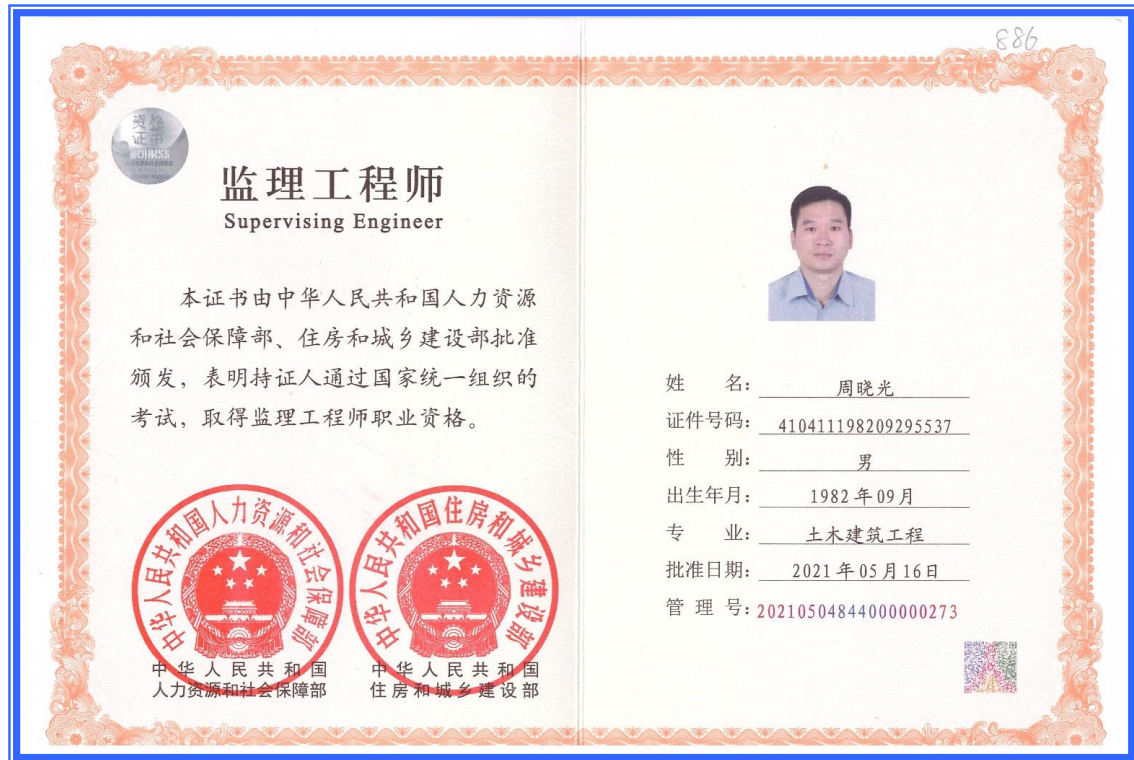 886
资格
证书
MOHRSS
监理工程师
Supervising Engineer
本证书由中华人民共和国人力资源
和社会保障部、住房和城乡建设部批准
颁发，表明持证人通过国家统一组织的
考试，取得监理工程师职业资格。
中华人民共和国人力资源和社会保障部
中华人民共和国住房和城乡建设部
中华人民共和国
人力资源和社会保障部
中华人民共和国
住房和城乡建设部
姓 名：周晓光
证件号码：410411198209295537
性 别：男
出生年月：1982年09月
专 业：土木建筑工程
批准日期：2021年05月16日
管 理 号：20210504844000000273